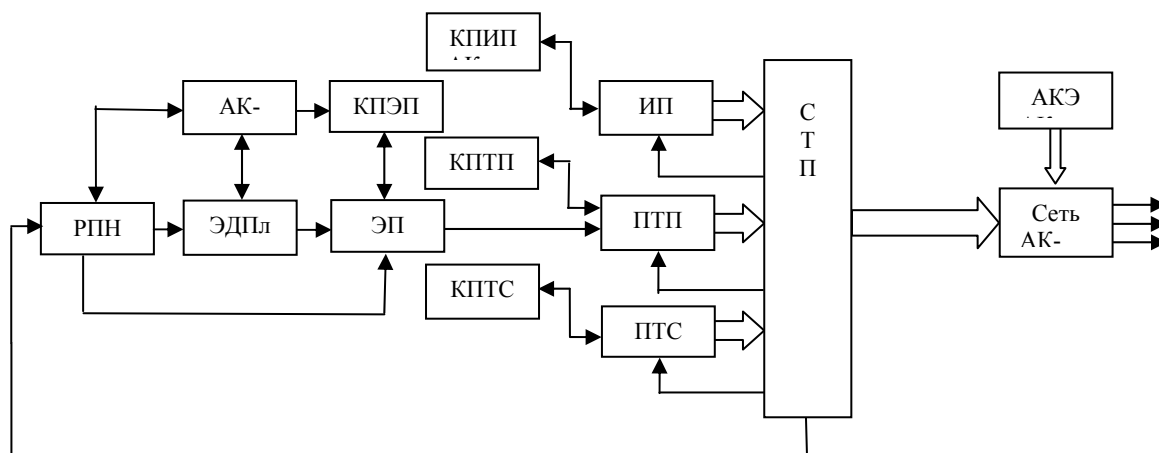 КПИП
АК-
КПЭП
ИП
С
Т
П
АКЭ
КПТП
РПН
ЭДПл
ЭП
ПТП
Сеть
АК-
КПТС
ПТС